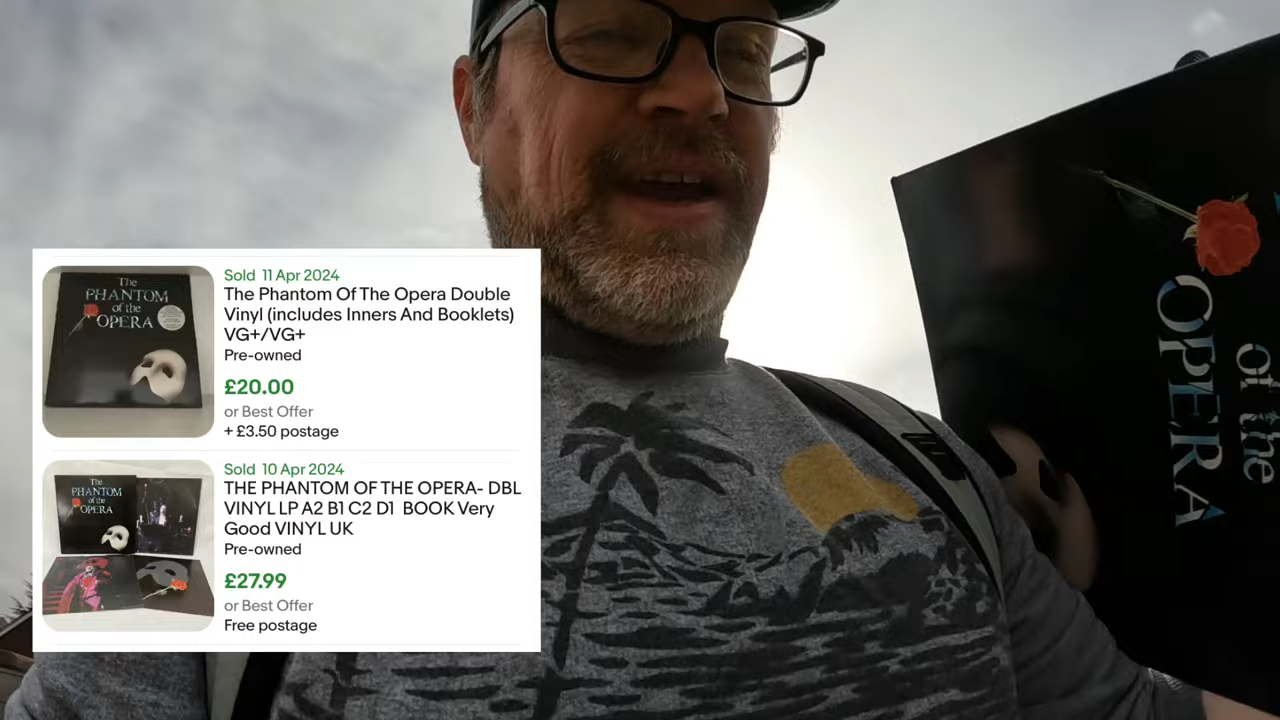 Sold 11 Apr 2024
The Phantom Of The Opera Double
Vinyl (includes Inners And Booklets)
VG+/VG+
Pre-owned
£20.00
or Best Offer
+ £3.50 postage
The
PHANTOM
of the
OPERA
Sold 10 Apr 2024
THE PHANTOM OF THE OPERA- DBL
VINYL LP A2 B1 C2 D1 BOOK Very
Good VINYL UK
Pre-owned
£27.99
or Best Offer
Free postage
The
PHANTOM
of the
OPERA
of the
OPERA